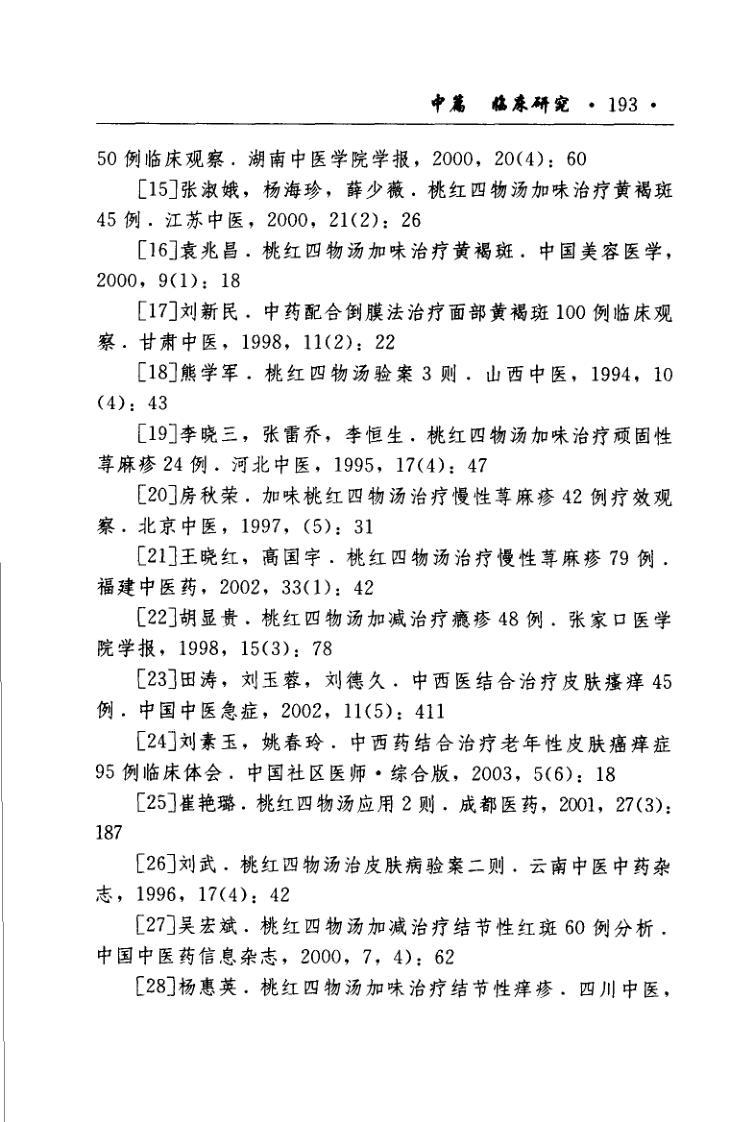 中篇 临床研究 · 193 ·
50 例临床观察．湖南中医学院学报，2000，20(4)：60
[15]张淑娥，杨海珍，薛少薇．桃红四物汤加味治疗黄褐斑
45 例．江苏中医，2000，21(2)：26
[16]袁兆昌．桃红四物汤加味治疗黄褐斑．中国美容医学，
2000，9(1)：18
[17]刘新民．中药配合倒膜法治疗面部黄褐斑 100 例临床观
察．甘肃中医，1998，11(2)：22
[18]熊学军．桃红四物汤验案 3 则．山西中医，1994，10
(4)：43
[19]李晓三，张雷乔，李恒生．桃红四物汤加味治疗顽固性
荨麻疹 24 例．河北中医，1995，17(4)：47
[20]房秋荣．加味桃红四物汤治疗慢性荨麻疹 42 例疗效观
察．北京中医，1997，(5)：31
[21]王晓红，高国宇．桃红四物汤治疗慢性荨麻疹 79 例．
福建中医药，2002，33(1)：42
[22]胡显贵．桃红四物汤加减治疗瘾疹 48 例．张家口医学
院学报，1998，15(3)：78
[23]田涛，刘玉蓉，刘德久．中西医结合治疗皮肤瘙痒 45
例．中国中医急症，2002，11(5)：411
[24]刘素玉，姚春玲．中西药结合治疗老年性皮肤瘙痒症
95 例临床体会．中国社区医师·综合版，2003，5(6)：18
[25]崔艳璐．桃红四物汤应用 2 则．成都医药，2001，27(3)：
187
[26]刘武．桃红四物汤治皮肤病验案二则．云南中医中药杂
志，1996，17(4)：42
[27]吴宏斌．桃红四物汤加减治疗结节性红斑 60 例分析．
中国中医药信息杂志，2000，7，4)：62
[28]杨惠英．桃红四物汤加味治疗结节性痒疹．四川中医，